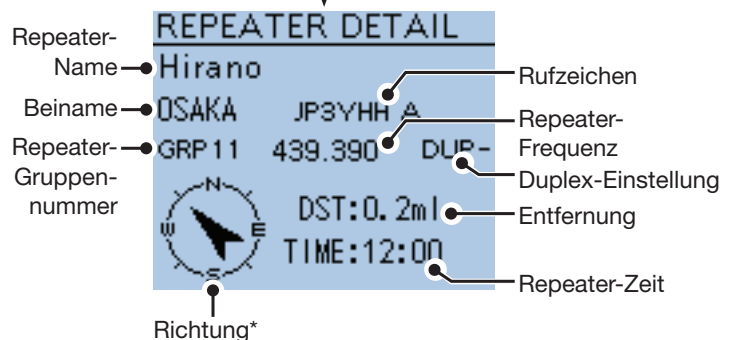 REPEATER DETAIL
Repeater-
Name
Hirano
Rufzeichen
Beiname
OSAKA JP3YHH A
Repeater-
Frequenz
Repeater-
Gruppen-
nummer
GRP11 439.390 DUP-
Duplex-Einstellung
N
W
E
S
DST:0.2ml
Entfernung
TIME:12:00
Repeater-Zeit
Richtung*